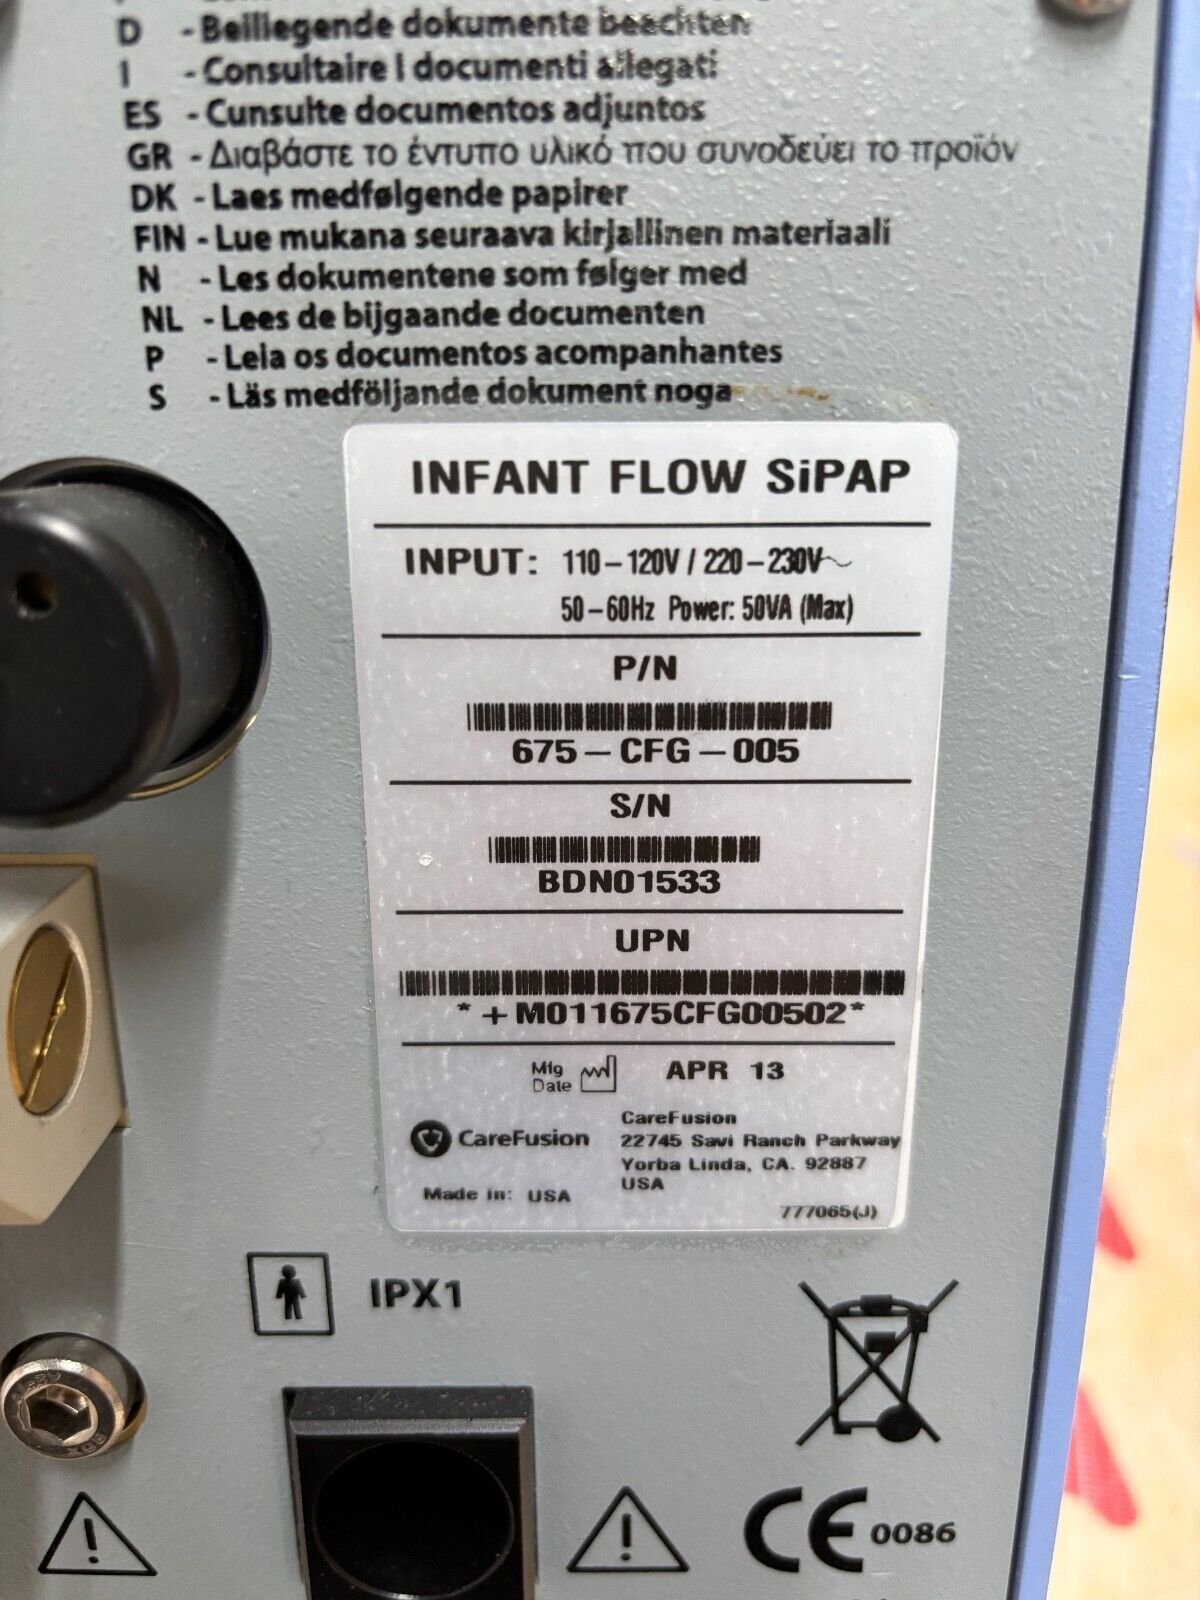 D - Beiliegende dokumente beachten
I - Consultaire i documenti allegati
ES - Cunsulte documentos adjuntos
GR - Διαβάστε το έντυπο υλικό που συνοδεύει το προϊόν
DK - Laes medfølgende papirer
FIN - Lue mukana seuraava kirjallinen materiaali
N - Les dokumentene som følger med
NL - Lees de bijgaande documenten
P - Leia os documentos acompanhantes
S - Läs medföljande dokument noga
INFANT FLOW SiPAP
INPUT: 110-120V / 220-230V~
50-60Hz Power: 50VA (Max)
P/N
675-CFG-005
S/N
BDN01533
UPN
*+M011675CFG00502*
Mfg Date APR 13
CareFusion
CareFusion
22745 Savi Ranch Parkway
Yorba Linda, CA. 92887
USA
Made in: USA
777065(J)
IPX1
CE 0086